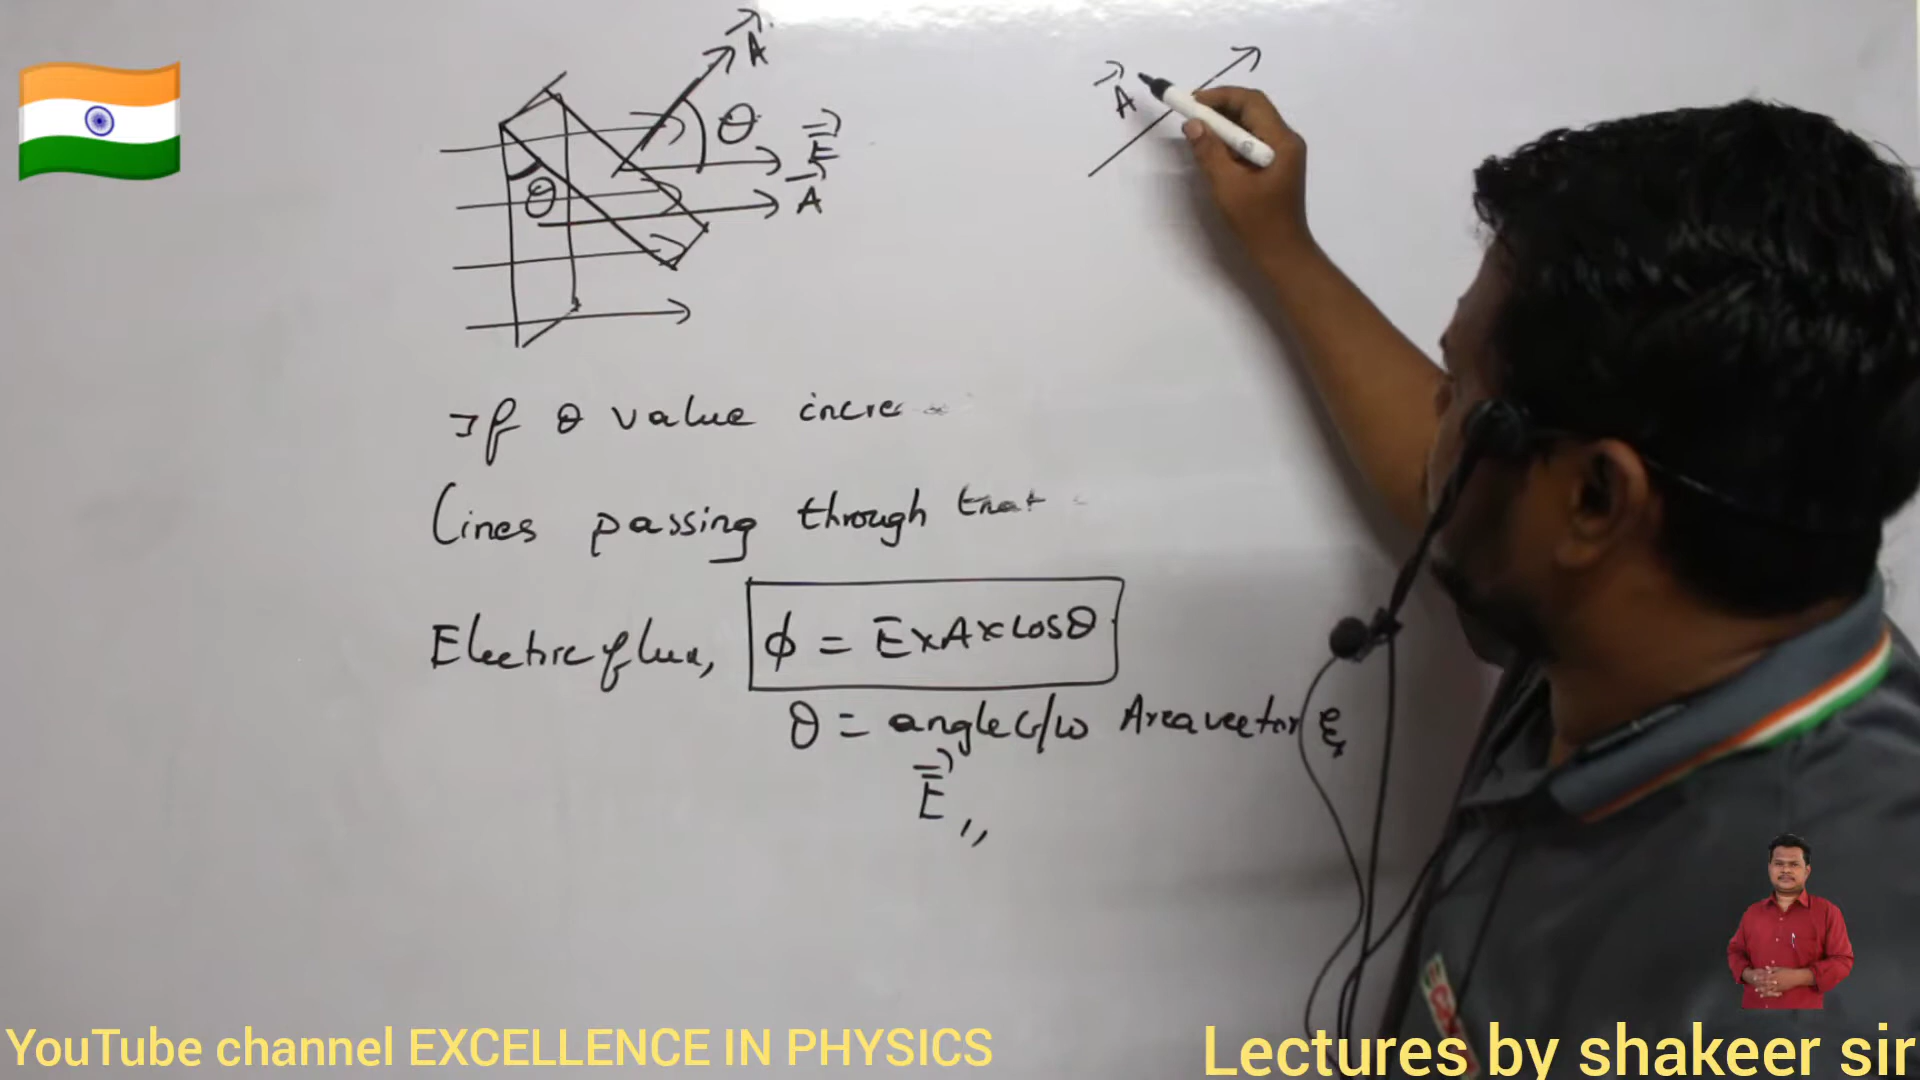 A
A
θ
E
θ
A
If θ value incre
Lines passing through that
Electric flux, ϕ = E×A×cosθ
θ = angle b/w Area vector &
E ,,
YouTube channel EXCELLENCE IN PHYSICS
Lectures by shakeer sir